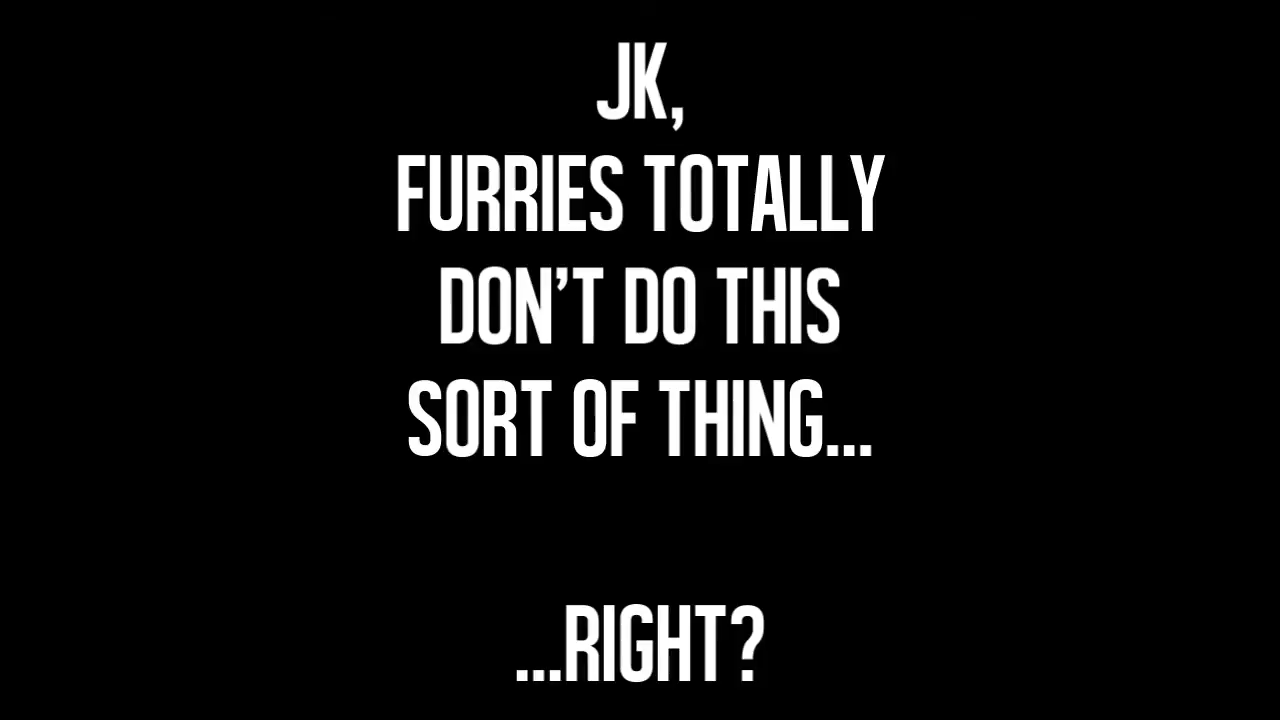 JK,
FURRIES TOTALLY
DON'T DO THIS
SORT OF THING...
...RIGHT?